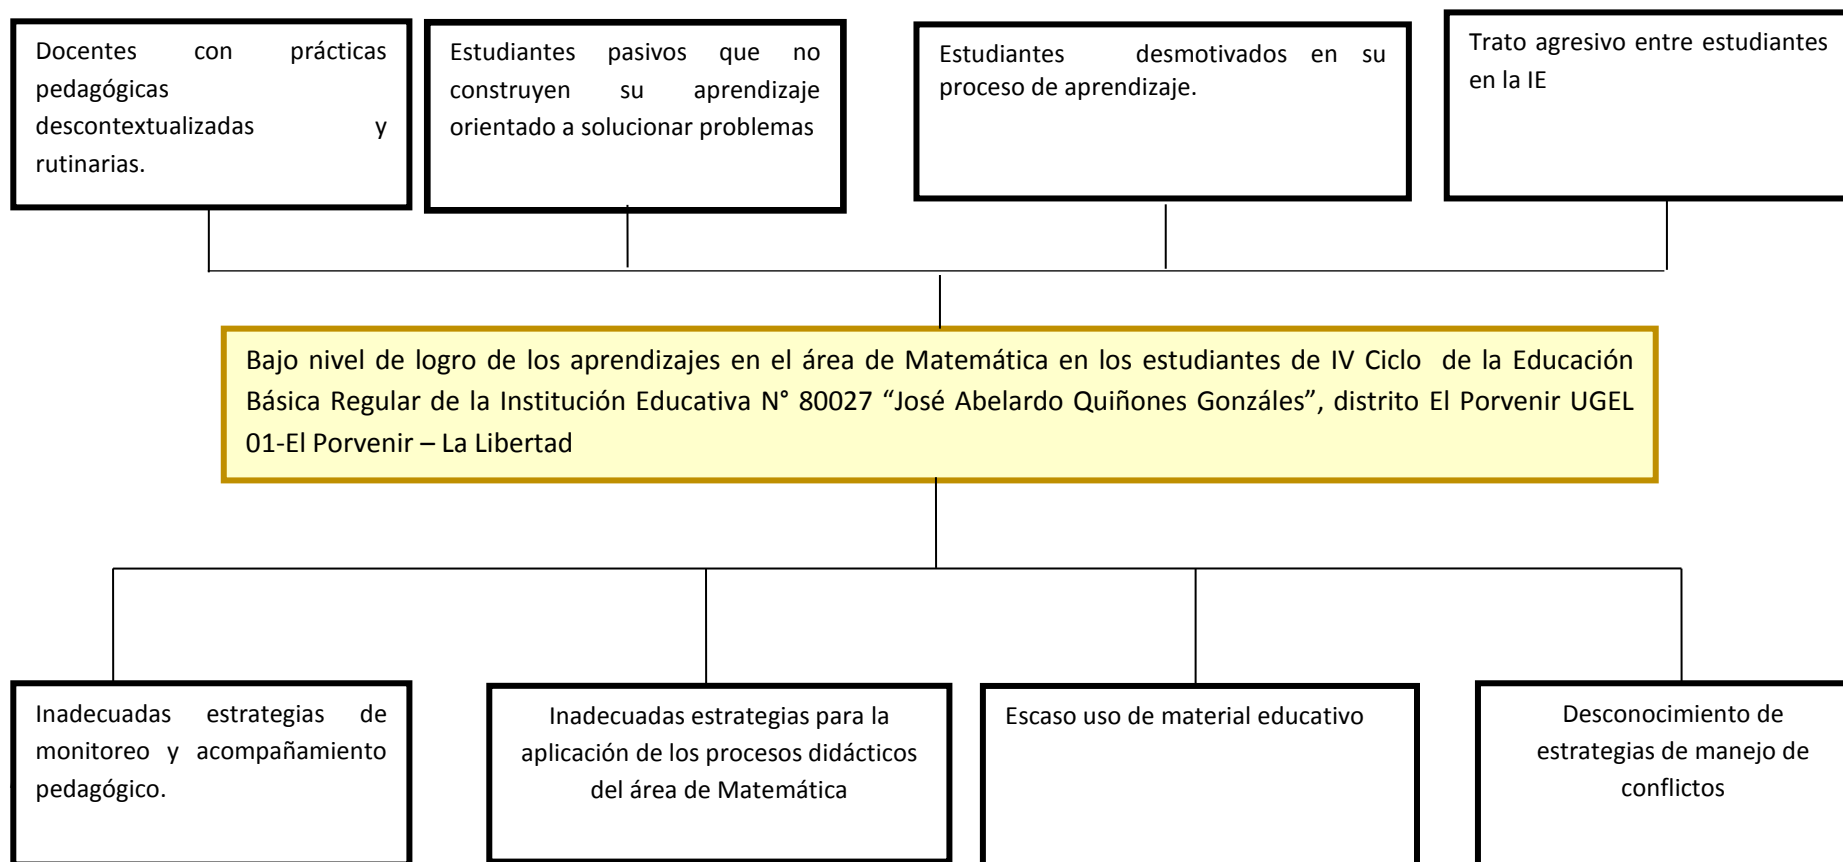 Docentes con prácticas
pedagógicas
descontextualizadas y
rutinarias.
Estudiantes pasivos que no
construyen su aprendizaje
orientado a solucionar problemas
Estudiantes desmotivados en su
proceso de aprendizaje.
Trato agresivo entre estudiantes
en la IE
Bajo nivel de logro de los aprendizajes en el área de Matemática en los estudiantes de IV Ciclo de la Educación
Básica Regular de la Institución Educativa N° 80027 “José Abelardo Quiñones Gonzáles”, distrito El Porvenir UGEL
01-El Porvenir – La Libertad
Inadecuadas estrategias de
monitoreo y acompañamiento
pedagógico.
Inadecuadas estrategias para la
aplicación de los procesos didácticos
del área de Matemática
Escaso uso de material educativo
Desconocimiento de
estrategias de manejo de
conflictos